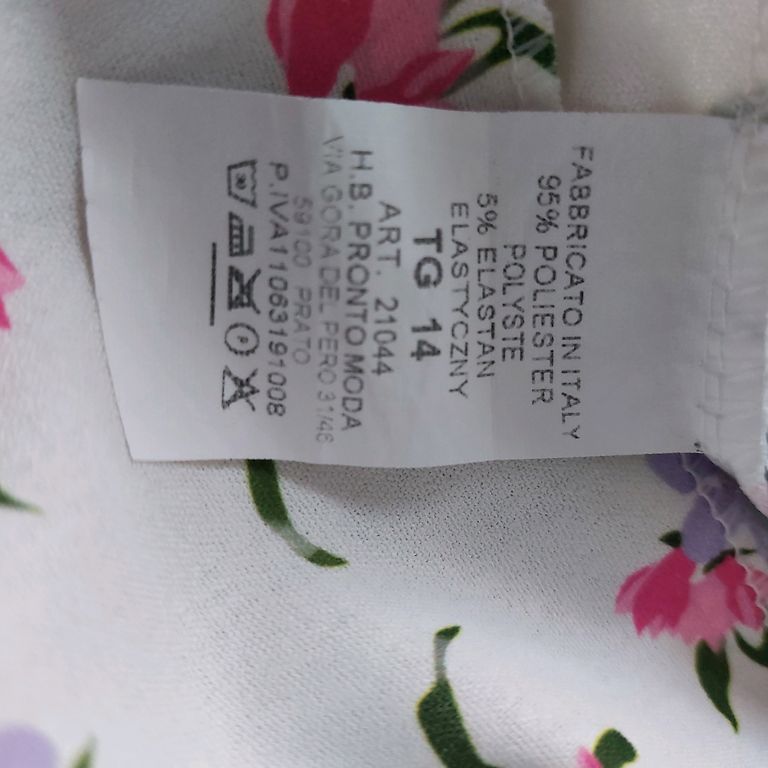 FABBRICATO IN ITALY
95% POLIESTER
POLYSTE
5% ELASTAN
ELASTYCZNY
TG 14
ART. 21044
H.B. PRONTO MODA
VIA GORA DEL PERO 31/46
59100 PRATO
P.IVA11063191008